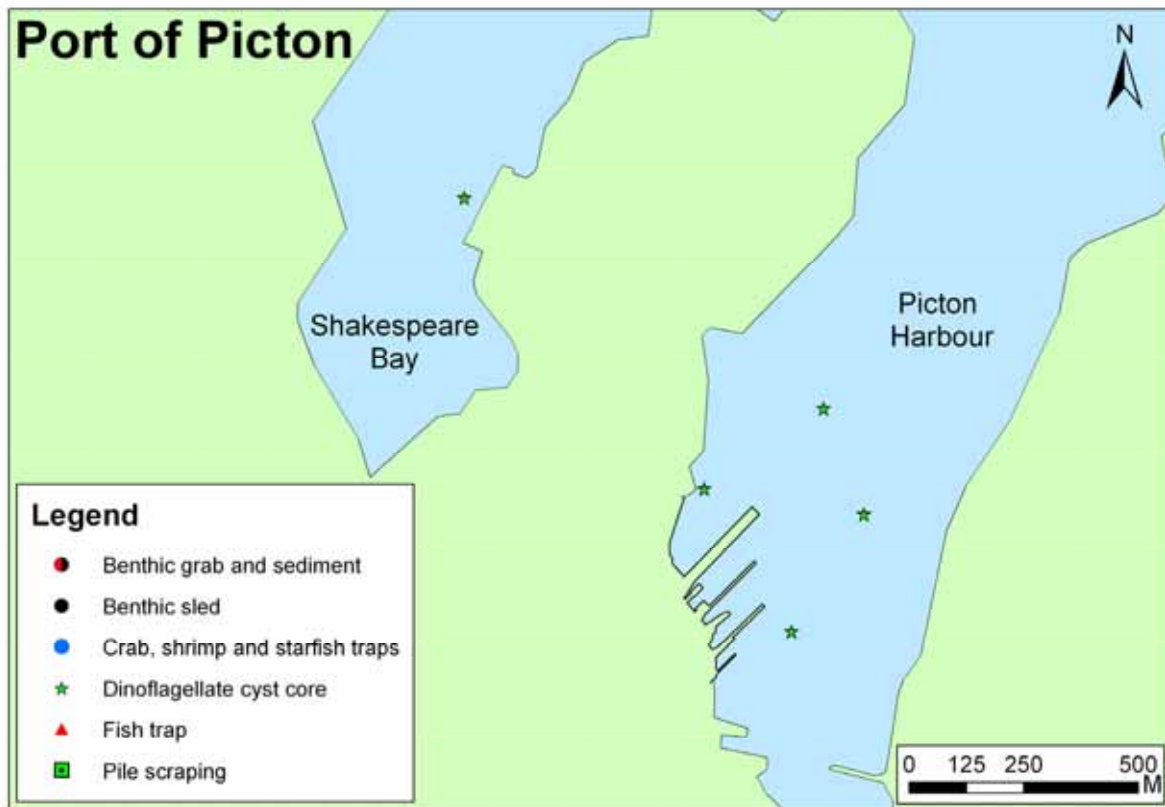 Port of Picton
N
Shakespeare
Bay
Picton
Harbour
Legend
Benthic grab and sediment
Benthic sled
Crab, shrimp and starfish traps
Dinoflagellate cyst core
Fish trap
Pile scraping
0 125 250 500
M